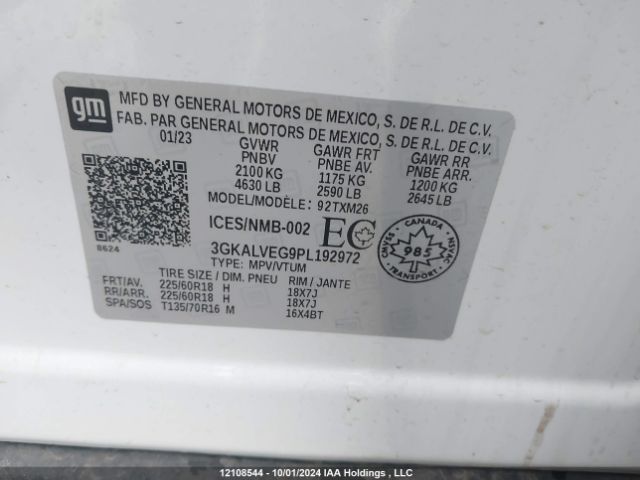 gm
MFD BY GENERAL MOTORS DE MEXICO, S. DE R.L. DE C.V.
FAB. PAR GENERAL MOTORS DE MEXICO, S. DE R.L. DE C.V.
01/23 GVWR GAWR FRT GAWR RR
PNBV PNBE AV. PNBE ARR.
2100 KG 1175 KG 1200 KG
4630 LB 2590 LB 2645 LB
MODEL/MODÈLE: 92TXM26
ICES/NMB-002 EC
CANADA
985
TRANSPORT
8624
3GKALVEG9PL192972
TYPE: MPV/VTUM
TIRE SIZE / DIM. PNEU RIM / JANTE
FRT/AV. 225/60R18 H 18X7J
RR/ARR. 225/60R18 H 18X7J
SPA/SOS T135/70R16 M 16X4BT
12108544 - 10/01/2024 IAA Holdings , LLC